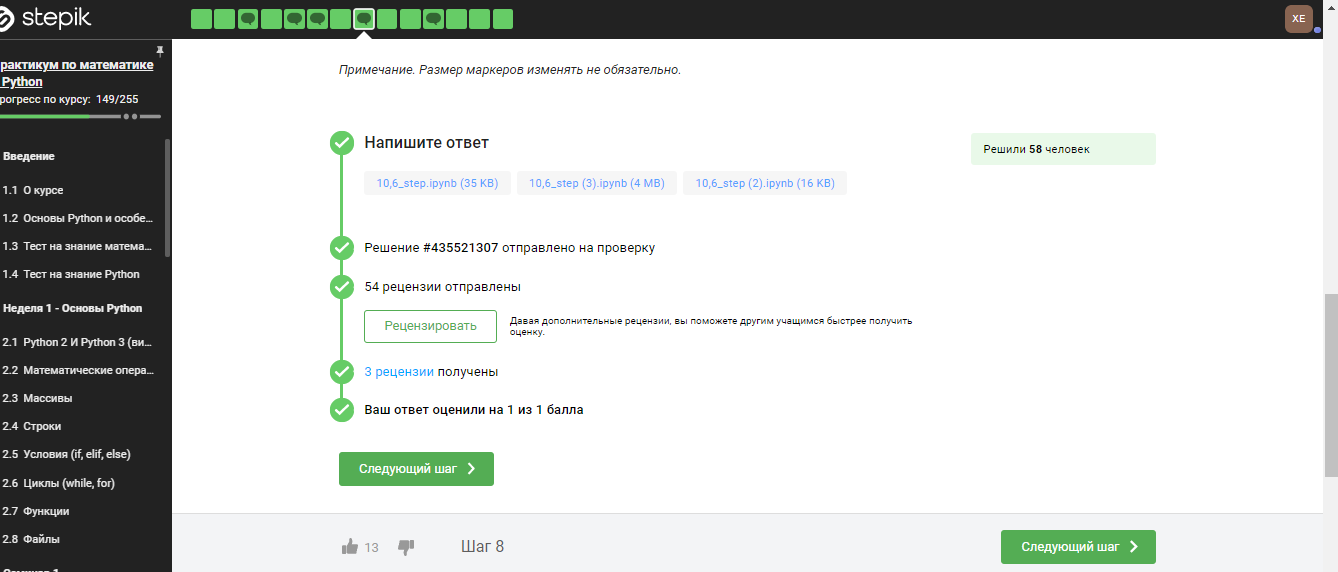 stepik
XE
рактикум по математике
Python
рогресс по курсу: 149/255
Введение
1.1 О курсе
1.2 Основы Python и особе...
1.3 Тест на знание матема...
1.4 Тест на знание Python
Неделя 1 - Основы Python
2.1 Python 2 И Python 3 (ви...
2.2 Математические опера...
2.3 Массивы
2.4 Строки
2.5 Условия (if, elif, else)
2.6 Циклы (while, for)
2.7 Функции
2.8 Файлы
Примечание. Размер маркеров изменять не обязательно.
Напишите ответ
Решили 58 человек
10,6_step.ipynb (35 KB) 10,6_step (3).ipynb (4 MB) 10,6_step (2).ipynb (16 KB)
Решение #435521307 отправлено на проверку
54 рецензии отправлены
Рецензировать
Давая дополнительные рецензии, вы поможете другим учащимся быстрее получить
оценку.
3 рецензии получены
Ваш ответ оценили на 1 из 1 балла
Следующий шаг
13
Шаг 8
Следующий шаг